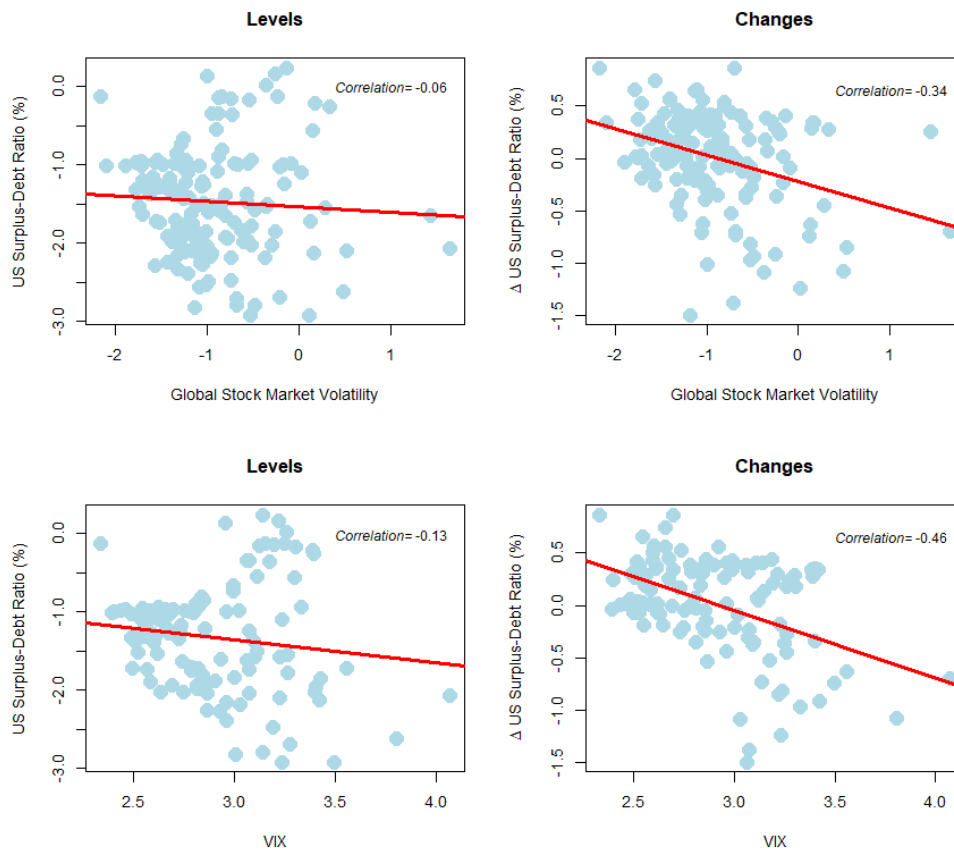 Levels
Correlation= -0.06
US Surplus-Debt Ratio (%)
0.0
-1.0
-2.0
-3.0
-2
-1
0
1
Global Stock Market Volatility
Changes
Correlation= -0.34
Δ US Surplus-Debt Ratio (%)
0.5
0.0
-0.5
-1.0
-1.5
-2
-1
0
1
Global Stock Market Volatility
Levels
Correlation= -0.13
US Surplus-Debt Ratio (%)
0.0
-1.0
-2.0
-3.0
2.5
3.0
3.5
4.0
VIX
Changes
Correlation= -0.46
Δ US Surplus-Debt Ratio (%)
0.5
0.0
-0.5
-1.0
-1.5
2.5
3.0
3.5
4.0
VIX